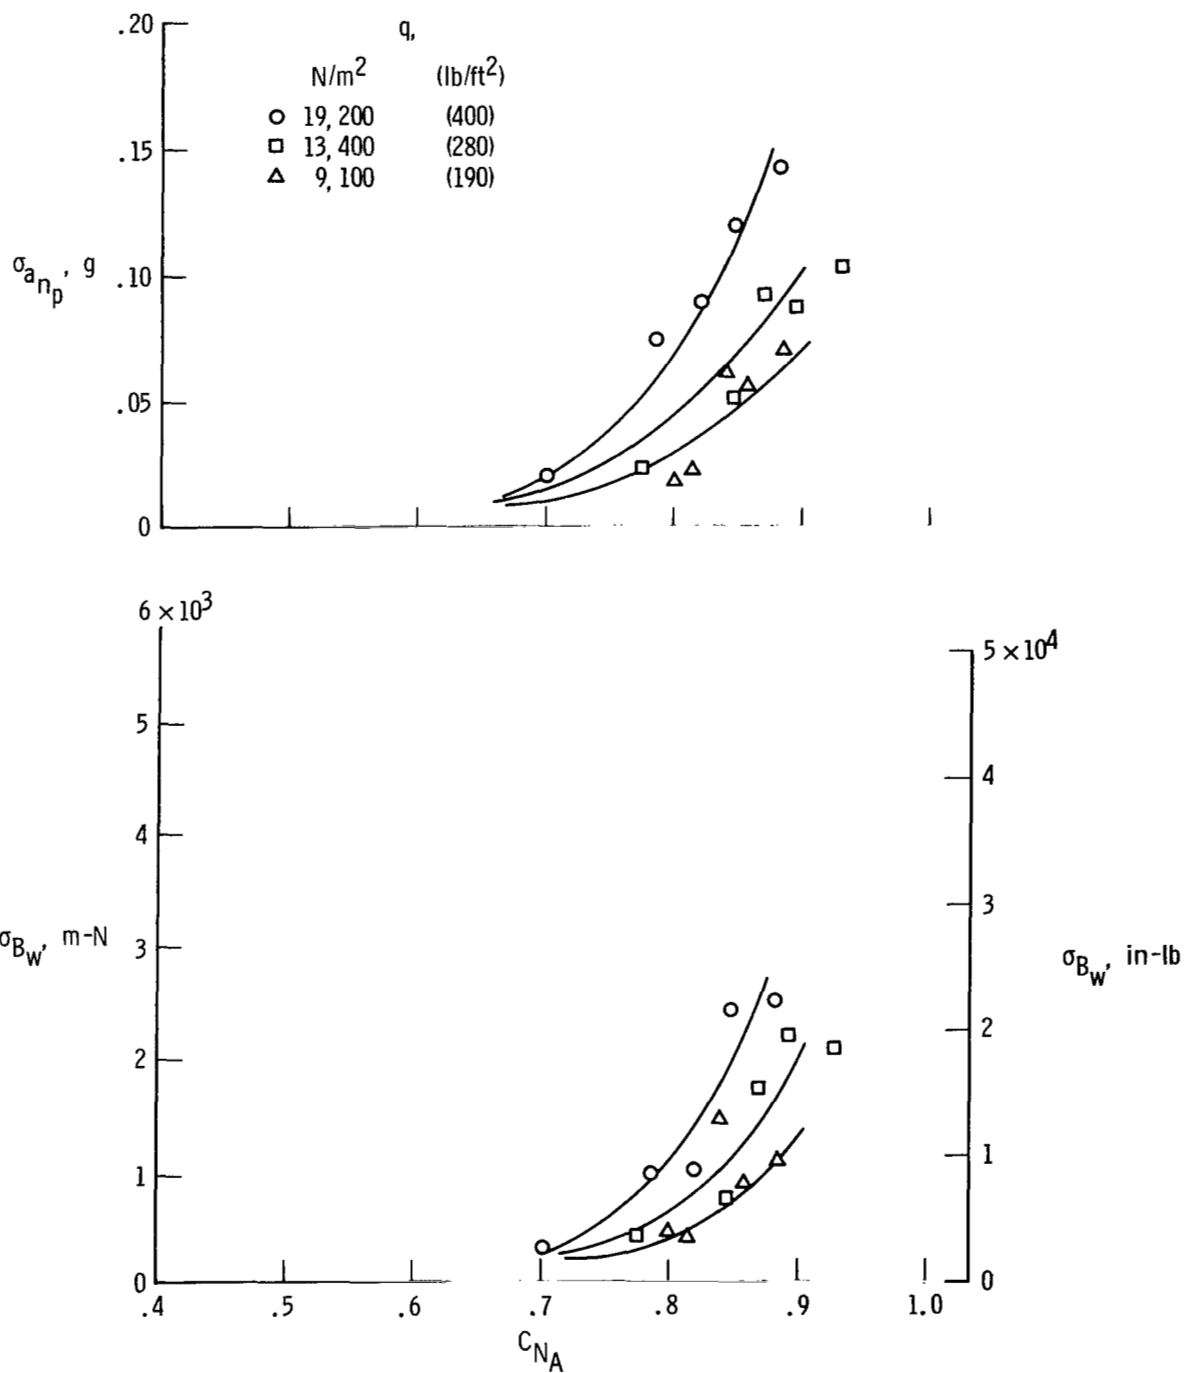 .20
q,
N/m² (lb/ft²)
○ 19, 200 (400)
□ 13, 400 (280)
△ 9, 100 (190)
.15
σanp, g
.10
.05
0
6 × 10³
5 × 10⁴
5
4
4
3
σBw, m-N
3
σBw, in-lb
2
2
1
1
0
0
.4 .5 .6 .7 .8 .9 1.0
CNA